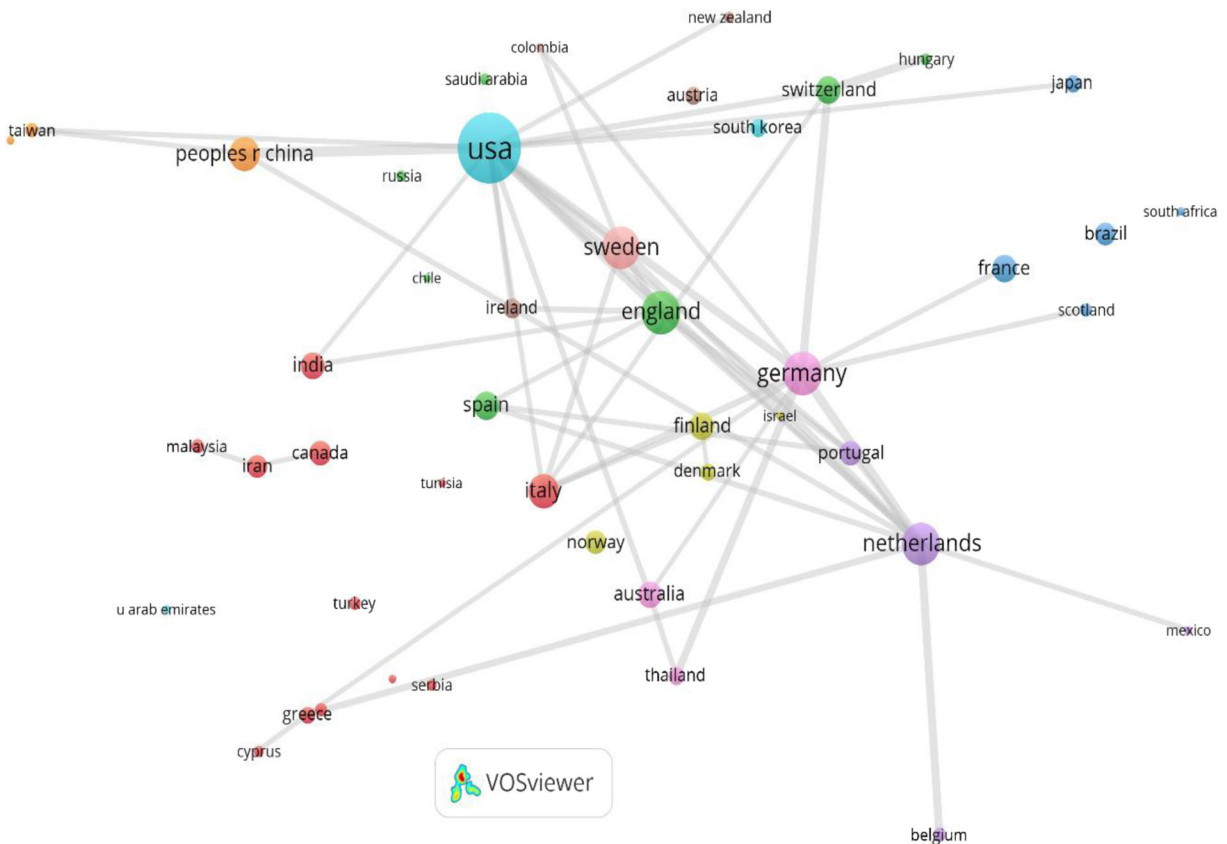 new zealand
colombia
hungary
saudi arabia
switzerland
japan
austria
taiwan
south korea
usa
peoples r china
russia
south africa
brazil
sweden
france
chile
ireland
england
scotland
india
germany
spain
israel
finland
malaysia
canada
portugal
iran
denmark
tunisia
italy
norway
netherlands
australia
u arab emirates
turkey
mexico
thailand
serbia
greece
cyprus
VOSviewer
belgium